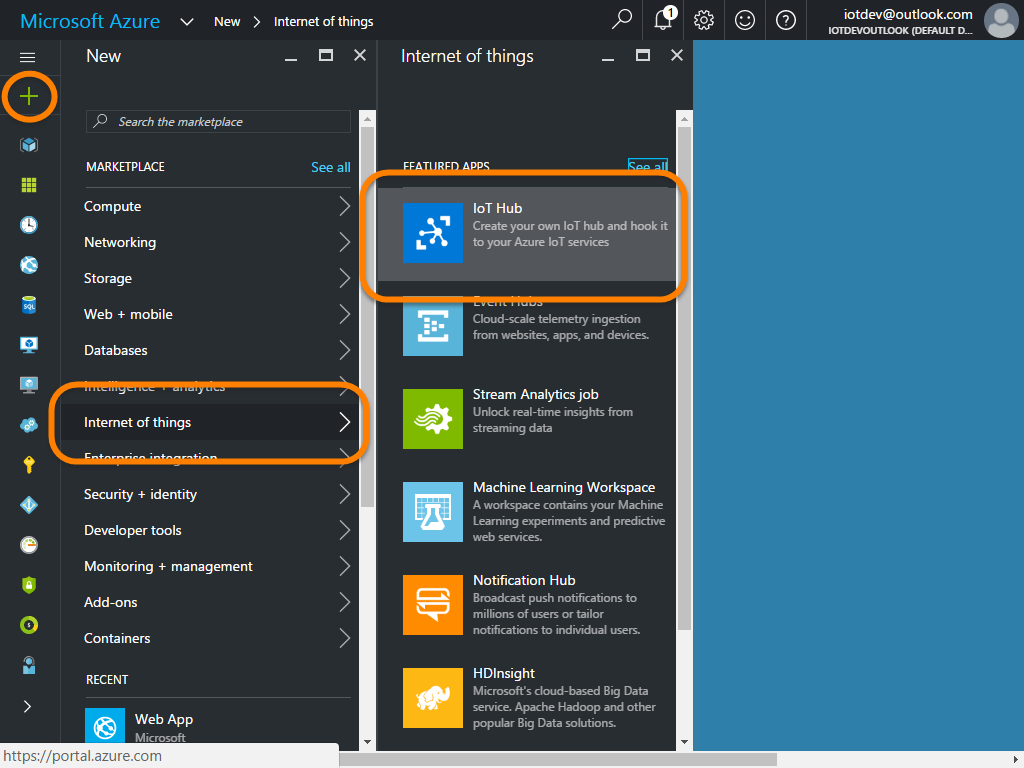 Microsoft Azure
New
Internet of things
1
iotdev@outlook.com
IOTDEVOUTLOOK (DEFAULT D...
New
Search the marketplace
MARKETPLACE
See all
Compute
Networking
Storage
Web + mobile
Databases
Intelligence + analytics
Internet of things
Enterprise integration
Security + identity
Developer tools
Monitoring + management
Add-ons
Containers
RECENT
Web App
Microsoft
Internet of things
FEATURED APPS
See all
IoT Hub
Create your own IoT hub and hook it
to your Azure IoT services
Event Hubs
Cloud-scale telemetry ingestion
from websites, apps, and devices.
Stream Analytics job
Unlock real-time insights from
streaming data
Machine Learning Workspace
A workspace contains your Machine
Learning experiments and predictive
web services.
Notification Hub
Broadcast push notifications to
millions of users or tailor
notifications to individual users.
HDInsight
Microsoft's cloud-based Big Data
service. Apache Hadoop and other
popular Big Data solutions.
SQL
https://portal.azure.com